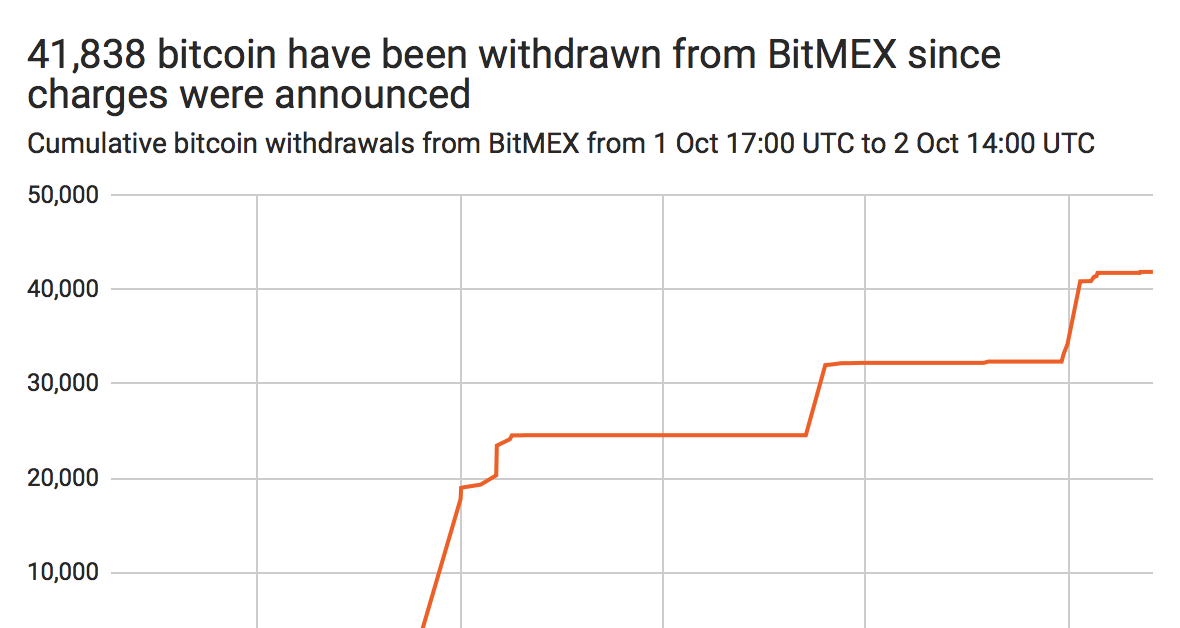 41,838 bitcoin have been withdrawn from BitMEX since
charges were announced
Cumulative bitcoin withdrawals from BitMEX from 1 Oct 17:00 UTC to 2 Oct 14:00 UTC
50,000
40,000
30,000
20,000
10,000